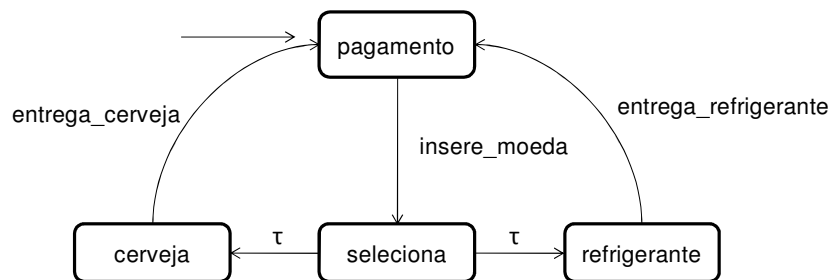 pagamento
entrega_cerveja
entrega_refrigerante
insere_moeda
cerveja
τ
seleciona
τ
refrigerante